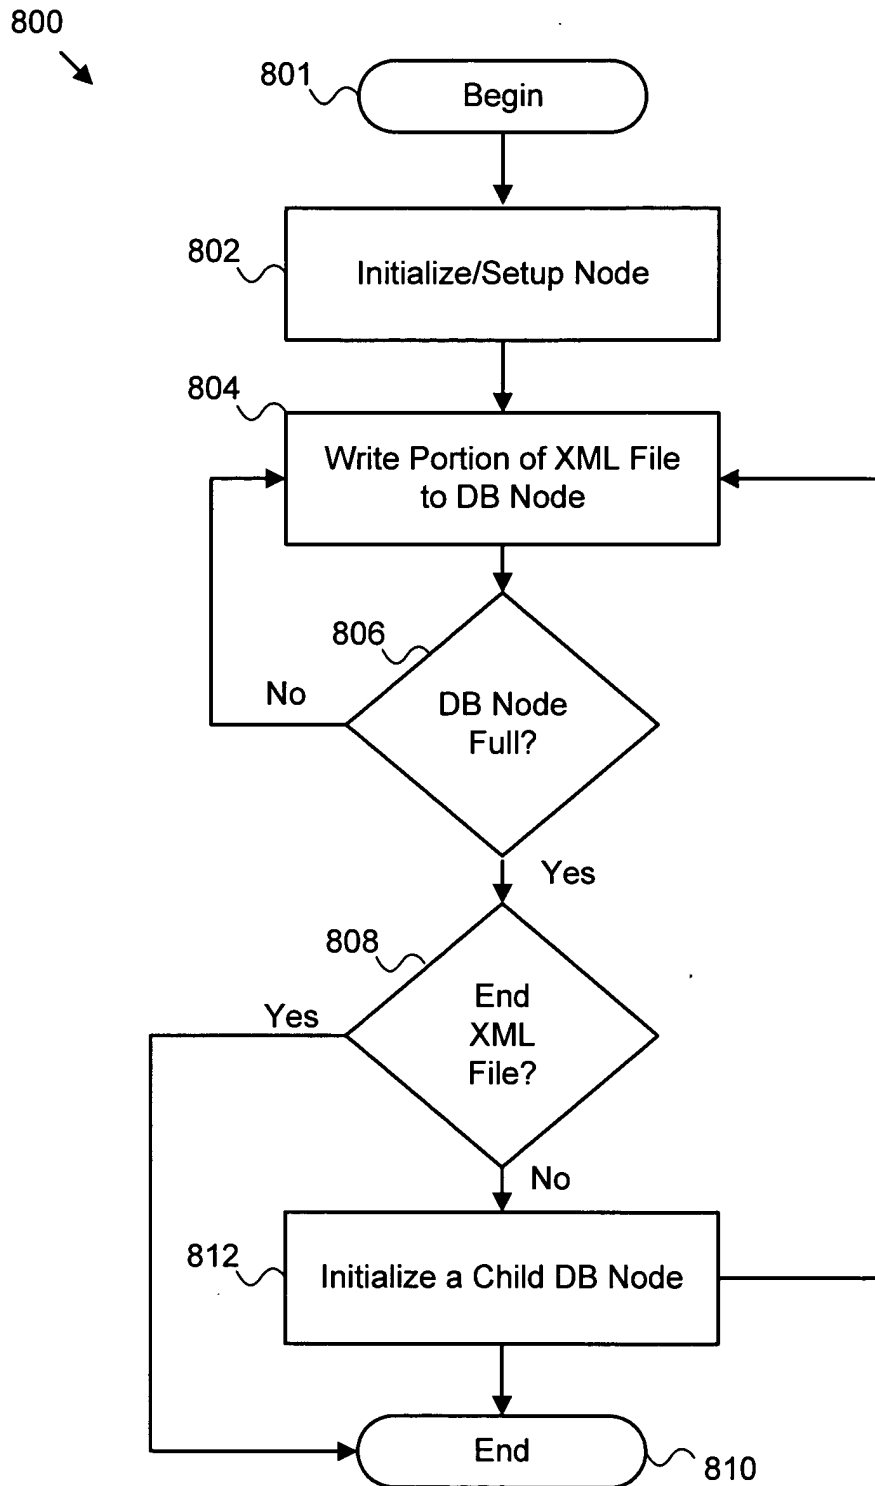 800
801
Begin
802
Initialize/Setup Node
804
Write Portion of XML File
to DB Node
806
No
DB Node
Full?
Yes
808
Yes
End
XML
File?
No
812
Initialize a Child DB Node
End
810